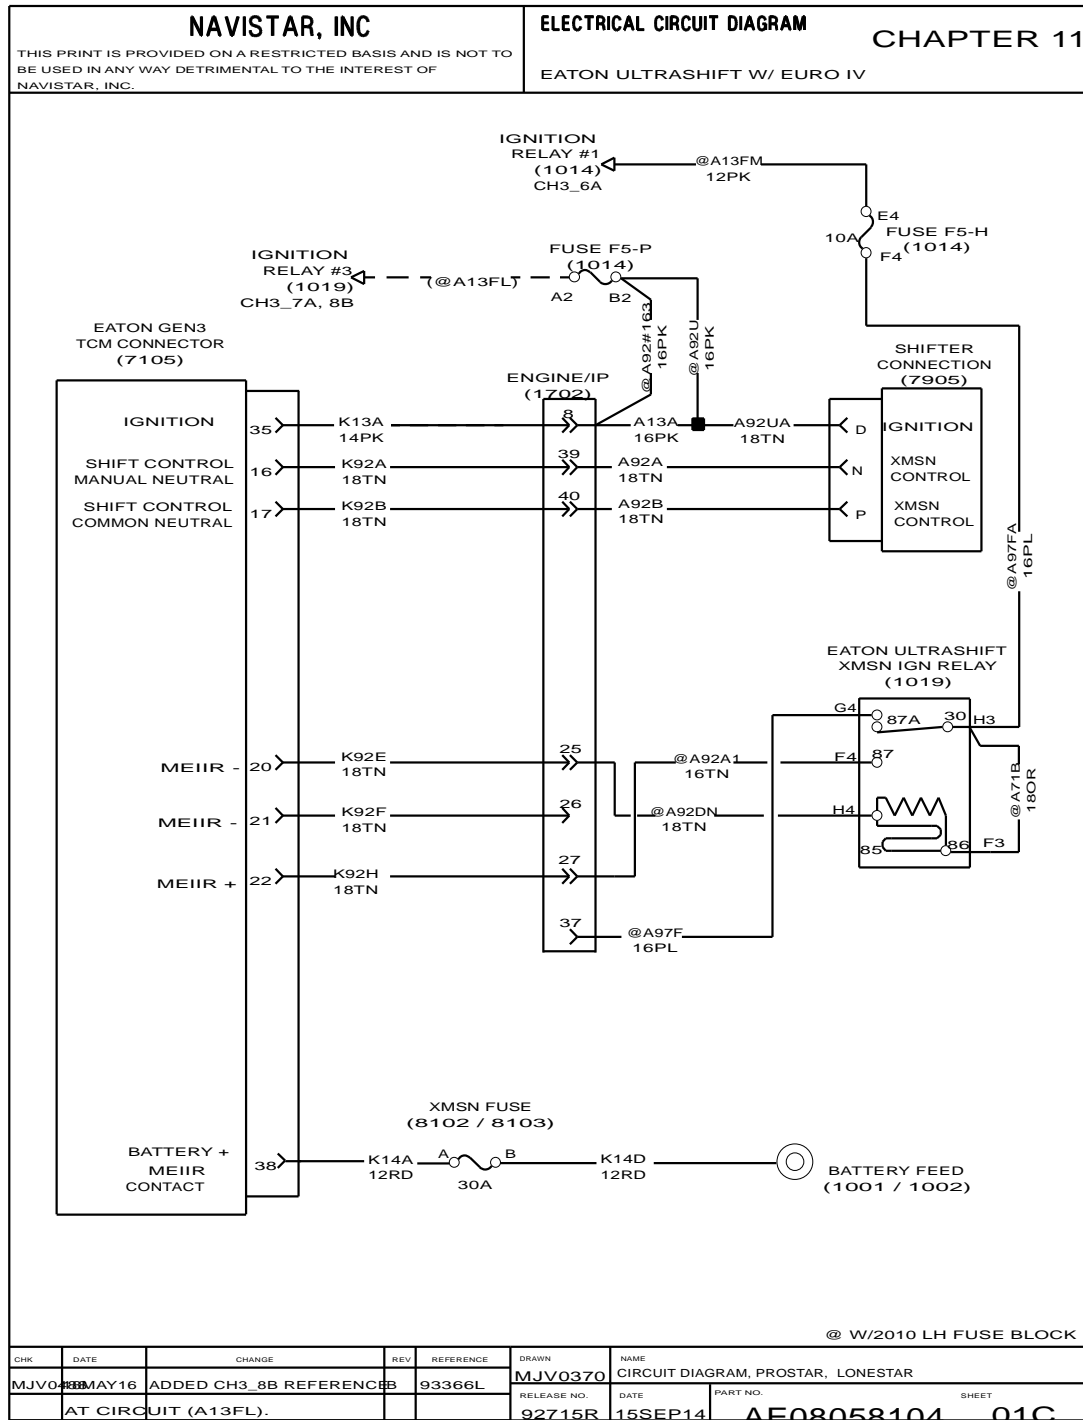 NAVISTAR, INC
THIS PRINT IS PROVIDED ON A RESTRICTED BASIS AND IS NOT TO
BE USED IN ANY WAY DETRIMENTAL TO THE INTEREST OF
NAVISTAR, INC.
ELECTRICAL CIRCUIT DIAGRAM
EATON ULTRASHIFT W/ EURO IV
CHAPTER 11
IGNITION
RELAY #1
(1014)
CH3_6A
@A13FM
12PK
E4
10A
FUSE F5-H
(1014)
F4
IGNITION
RELAY #3
(1019)
CH3_7A, 8B
(@A13FL)
FUSE F5-P
(1014)
A2
B2
@A92#163
16PK
@A92U
16PK
EATON GEN3
TCM CONNECTOR
(7105)
ENGINE/IP
(1702)
SHIFTER
CONNECTION
(7905)
IGNITION
35
K13A
14PK
8
A13A
16PK
A92UA
18TN
D
IGNITION
SHIFT CONTROL
MANUAL NEUTRAL
16
K92A
18TN
39
A92A
18TN
N
XMSN
CONTROL
SHIFT CONTROL
COMMON NEUTRAL
17
K92B
18TN
40
A92B
18TN
P
XMSN
CONTROL
@A97FA
16PL
EATON ULTRASHIFT
XMSN IGN RELAY
(1019)
G4
87A
30
H3
MEIIR -
20
K92E
18TN
25
@A92A1
16TN
F4
87
@A71B
18OR
MEIIR -
21
K92F
18TN
26
@A92DN
18TN
H4
85
86
F3
MEIIR +
22
K92H
18TN
27
37
@A97F
16PL
XMSN FUSE
(8102 / 8103)
BATTERY +
MEIIR
CONTACT
38
K14A
12RD
A
B
30A
K14D
12RD
BATTERY FEED
(1001 / 1002)
@ W/2010 LH FUSE BLOCK
CHK
DATE
CHANGE
REV
REFERENCE
DRAWN
NAME
ADDED CH3_8B REFERENCE
B
93366L
MJV0370
CIRCUIT DIAGRAM, PROSTAR, LONESTAR
AT CIRCUIT (A13FL).
RELEASE NO.
DATE
PART NO.
SHEET
92715R
15SEP14
AE08058104
01C